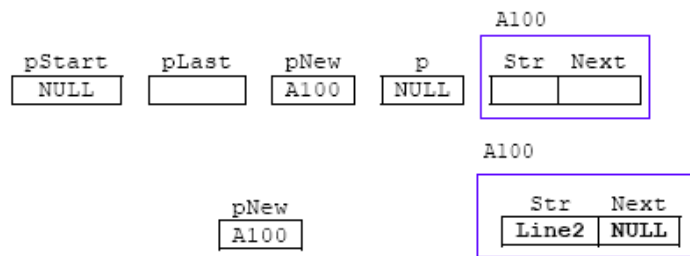 A100
pStart pLast pNew p Str Next
NULL A100 NULL
A100
pNew Str Next
A100 Line2 NULL